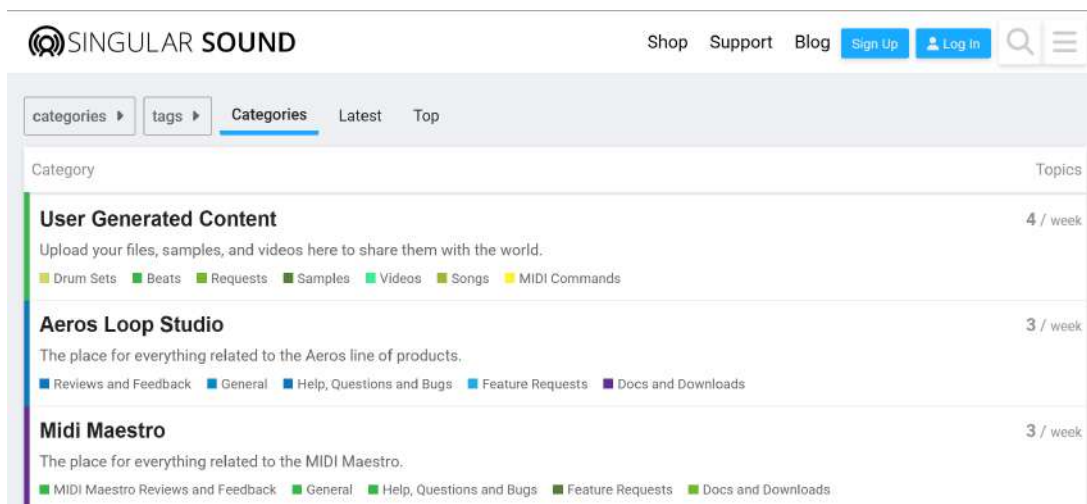 SINGULAR SOUND
Shop Support Blog Sign Up Log In
categories tags Categories Latest Top
Category Topics
User Generated Content 4 / week
Upload your files, samples, and videos here to share them with the world.
Drum Sets Beats Requests Samples Videos Songs MIDI Commands
Aeros Loop Studio 3 / week
The place for everything related to the Aeros line of products.
Reviews and Feedback General Help, Questions and Bugs Feature Requests Docs and Downloads
Midi Maestro 3 / week
The place for everything related to the MIDI Maestro.
MIDI Maestro Reviews and Feedback General Help, Questions and Bugs Feature Requests Docs and Downloads